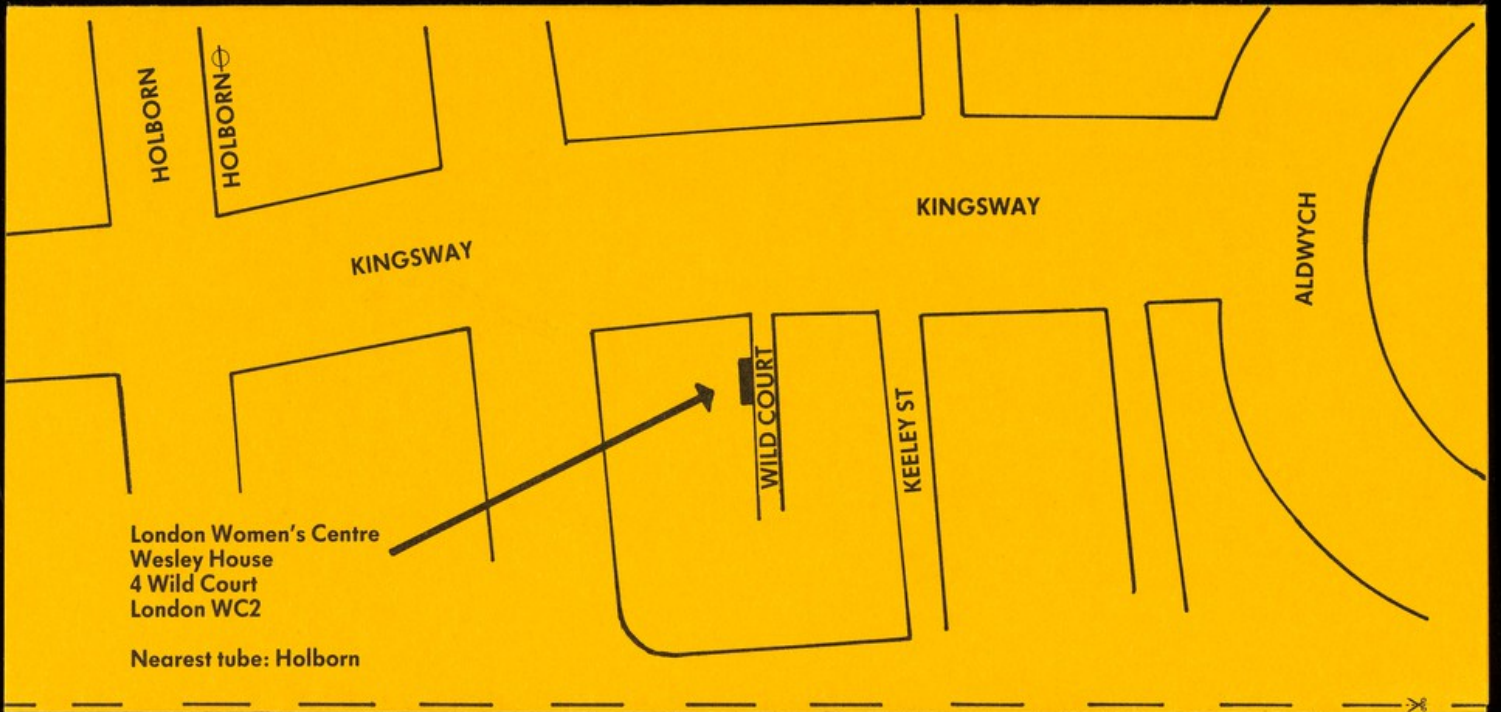 HOLBORN
HOLBORN
KINGSWAY
KINGSWAY
ALDWYCH
WILD COURT
KEELEY ST
London Women's Centre
Wesley House
4 Wild Court
London WC2
Nearest tube: Holborn